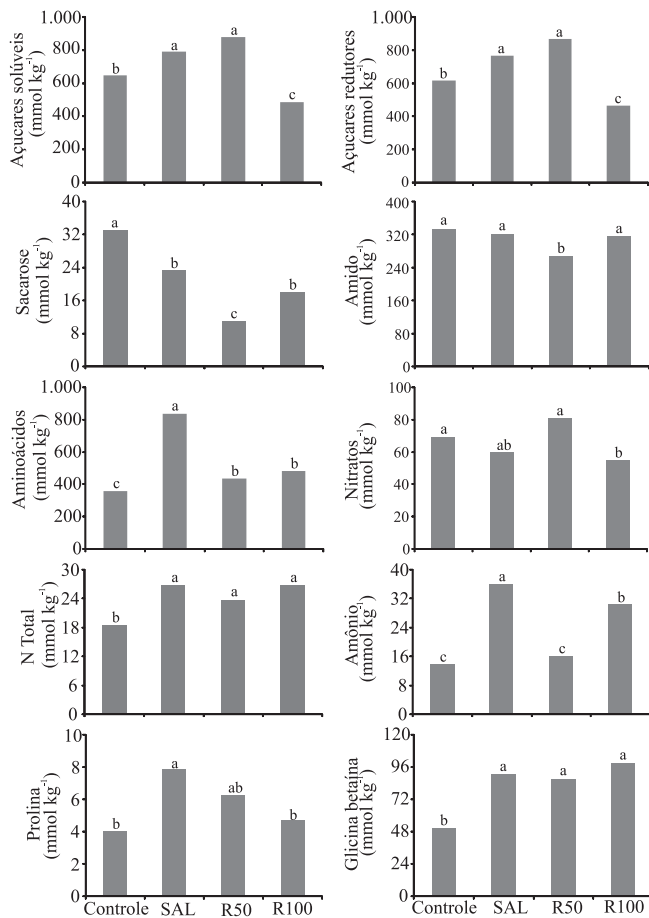 Açucares solúveis
(mmol kg⁻¹)
1.000
800
600
400
200
0
b
a
a
c
Açucares redutores
(mmol kg⁻¹)
1.000
800
600
400
200
0
b
a
a
c
Sacarose
(mmol kg⁻¹)
40
32
24
16
8
0
a
b
c
b
Amido
(mmol kg⁻¹)
400
320
240
160
80
0
a
a
b
a
Aminoácidos
(mmol kg⁻¹)
1.000
800
600
400
400
0
c
a
b
b
Nitratos
(mmol kg⁻¹)
100
80
60
40
20
0
a
ab
a
b
N Total
(mmol kg⁻¹)
30
24
18
12
6
0
b
a
a
a
Amônio
(mmol kg⁻¹)
40
32
24
16
8
0
c
a
c
b
Prolina
(mmol kg⁻¹)
10
8
6
4
2
0
b
a
ab
b
Controle SAL R50 R100
Glicina betaína
(mmol kg⁻¹)
120
96
72
48
24
0
b
a
a
a
Controle SAL R50 R100